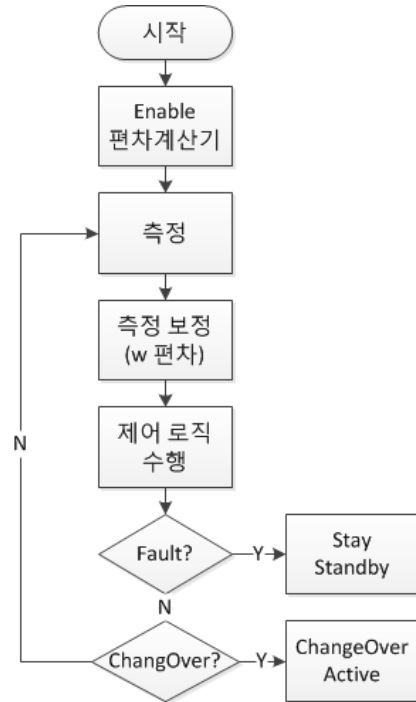 시작
Enable
편차계산기
측정
측정 보정
(w 편차)
제어 로직
수행
Fault?
Y
Stay
Standby
N
N
ChangOver?
Y
ChangeOver
Active